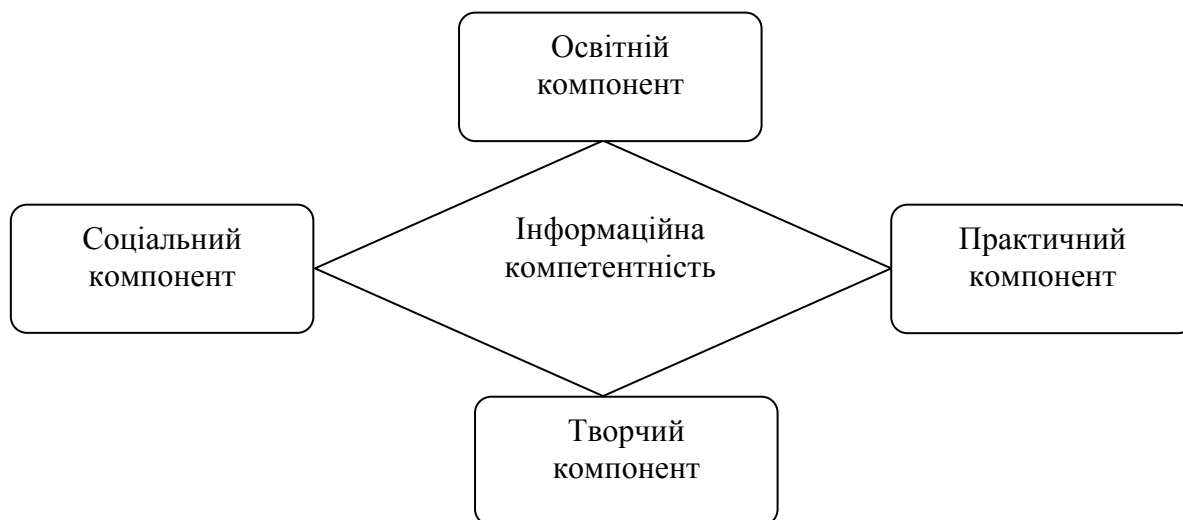 Освітній
компонент
Соціальний
компонент
Інформаційна
компетентність
Практичний
компонент
Творчий
компонент